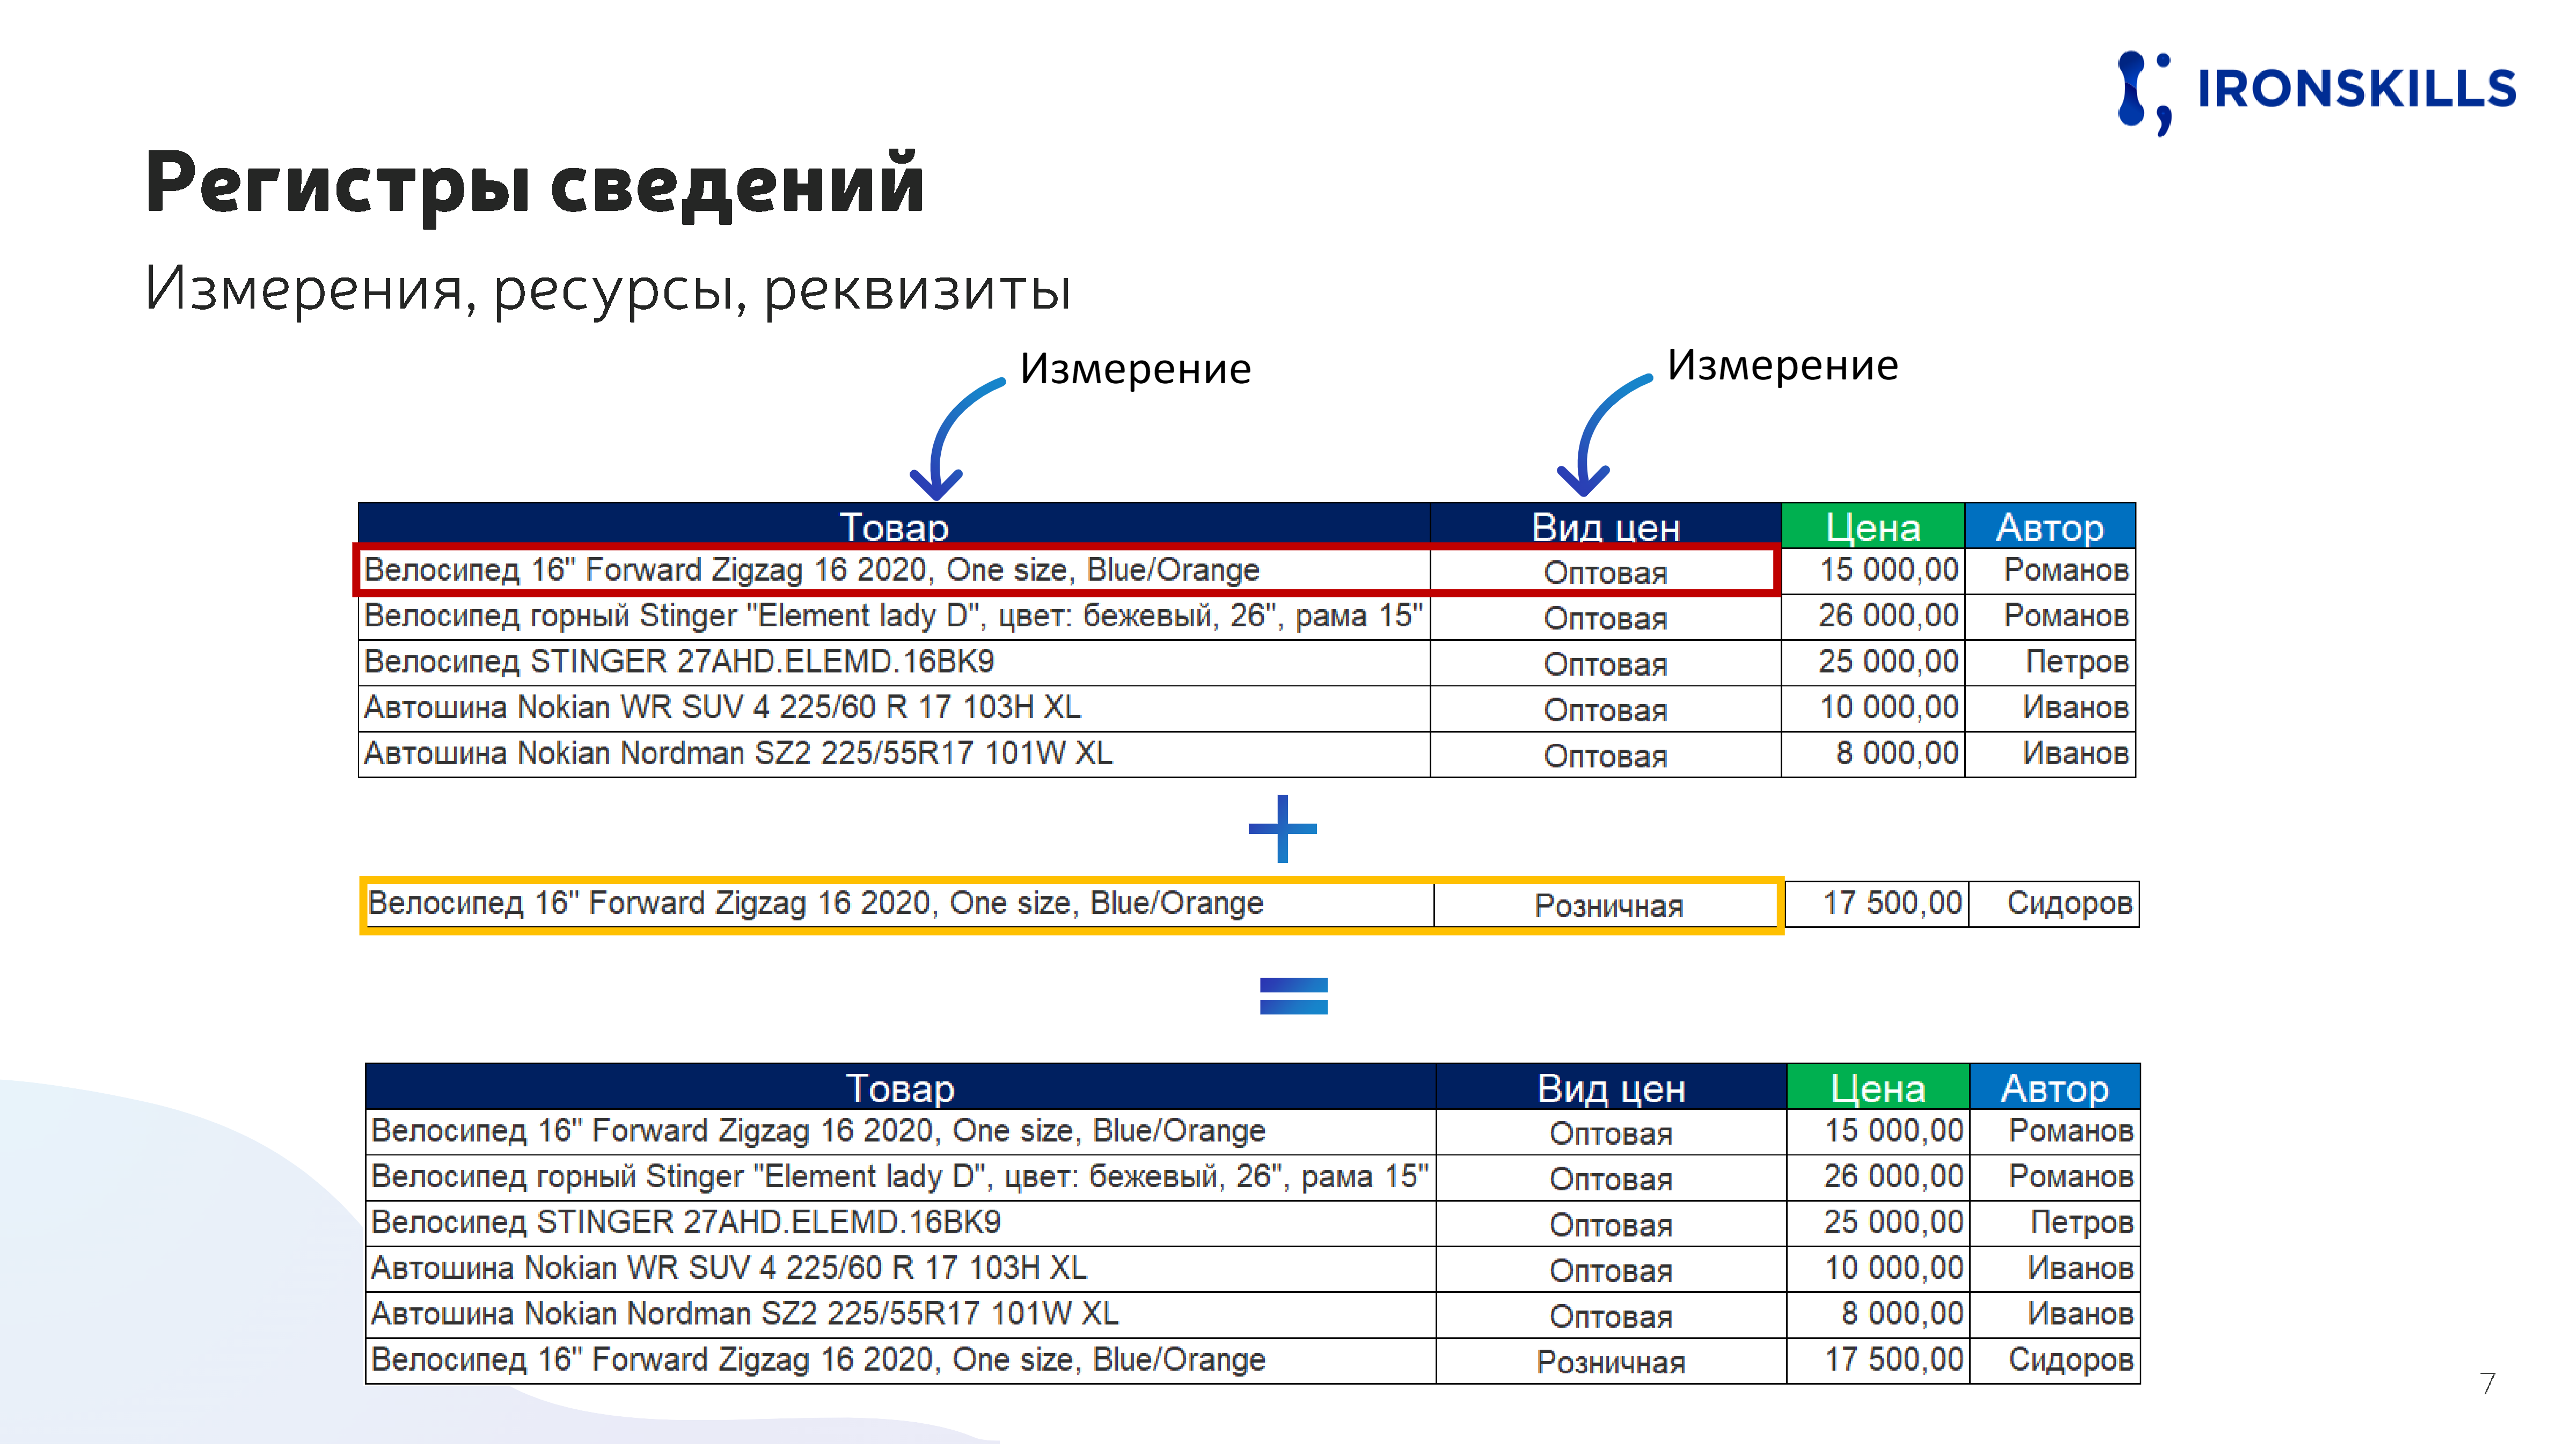 IRONSKILLS
Регистры сведений
Измерения, ресурсы, реквизиты
Измерение Измерение
Товар Вид цен Цена Автор
Велосипед 16" Forward Zigzag 16 2020, One size, Blue/Orange Оптовая 15 000,00 Романов
Велосипед горный Stinger "Element lady D", цвет: бежевый, 26", рама 15" Оптовая 26 000,00 Романов
Велосипед STINGER 27AHD.ELEMD.16BK9 Оптовая 25 000,00 Петров
Автошина Nokian WR SUV 4 225/60 R 17 103H XL Оптовая 10 000,00 Иванов
Автошина Nokian Nordman SZ2 225/55R17 101W XL Оптовая 8 000,00 Иванов
+
Велосипед 16" Forward Zigzag 16 2020, One size, Blue/Orange Розничная 17 500,00 Сидоров
=
Товар Вид цен Цена Автор
Велосипед 16" Forward Zigzag 16 2020, One size, Blue/Orange Оптовая 15 000,00 Романов
Велосипед горный Stinger "Element lady D", цвет: бежевый, 26", рама 15" Оптовая 26 000,00 Романов
Велосипед STINGER 27AHD.ELEMD.16BK9 Оптовая 25 000,00 Петров
Автошина Nokian WR SUV 4 225/60 R 17 103H XL Оптовая 10 000,00 Иванов
Автошина Nokian Nordman SZ2 225/55R17 101W XL Оптовая 8 000,00 Иванов
Велосипед 16" Forward Zigzag 16 2020, One size, Blue/Orange Розничная 17 500,00 Сидоров
7